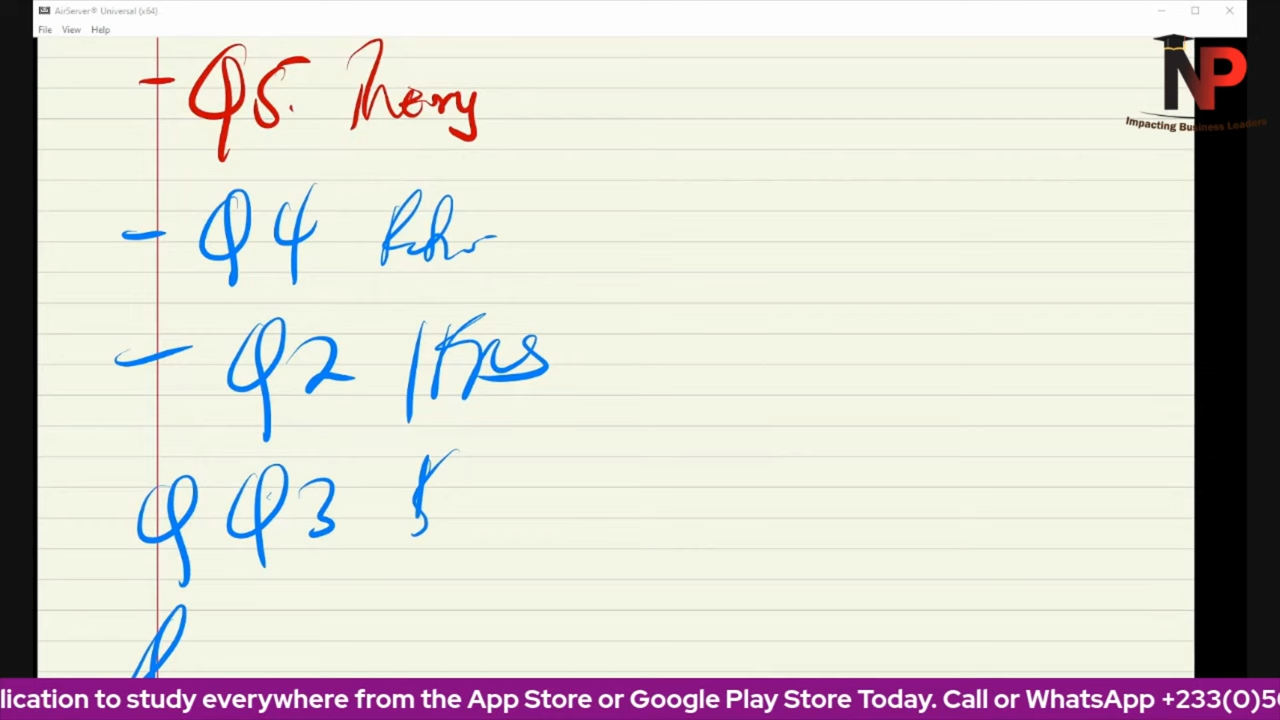 AirServer® Universal (x64)
File View Help
NP
Impacting Business Leaders
- Q5. Theory
- Q4
- Q2
Q Q3
lication to study everywhere from the App Store or Google Play Store Today. Call or WhatsApp +233(0)5